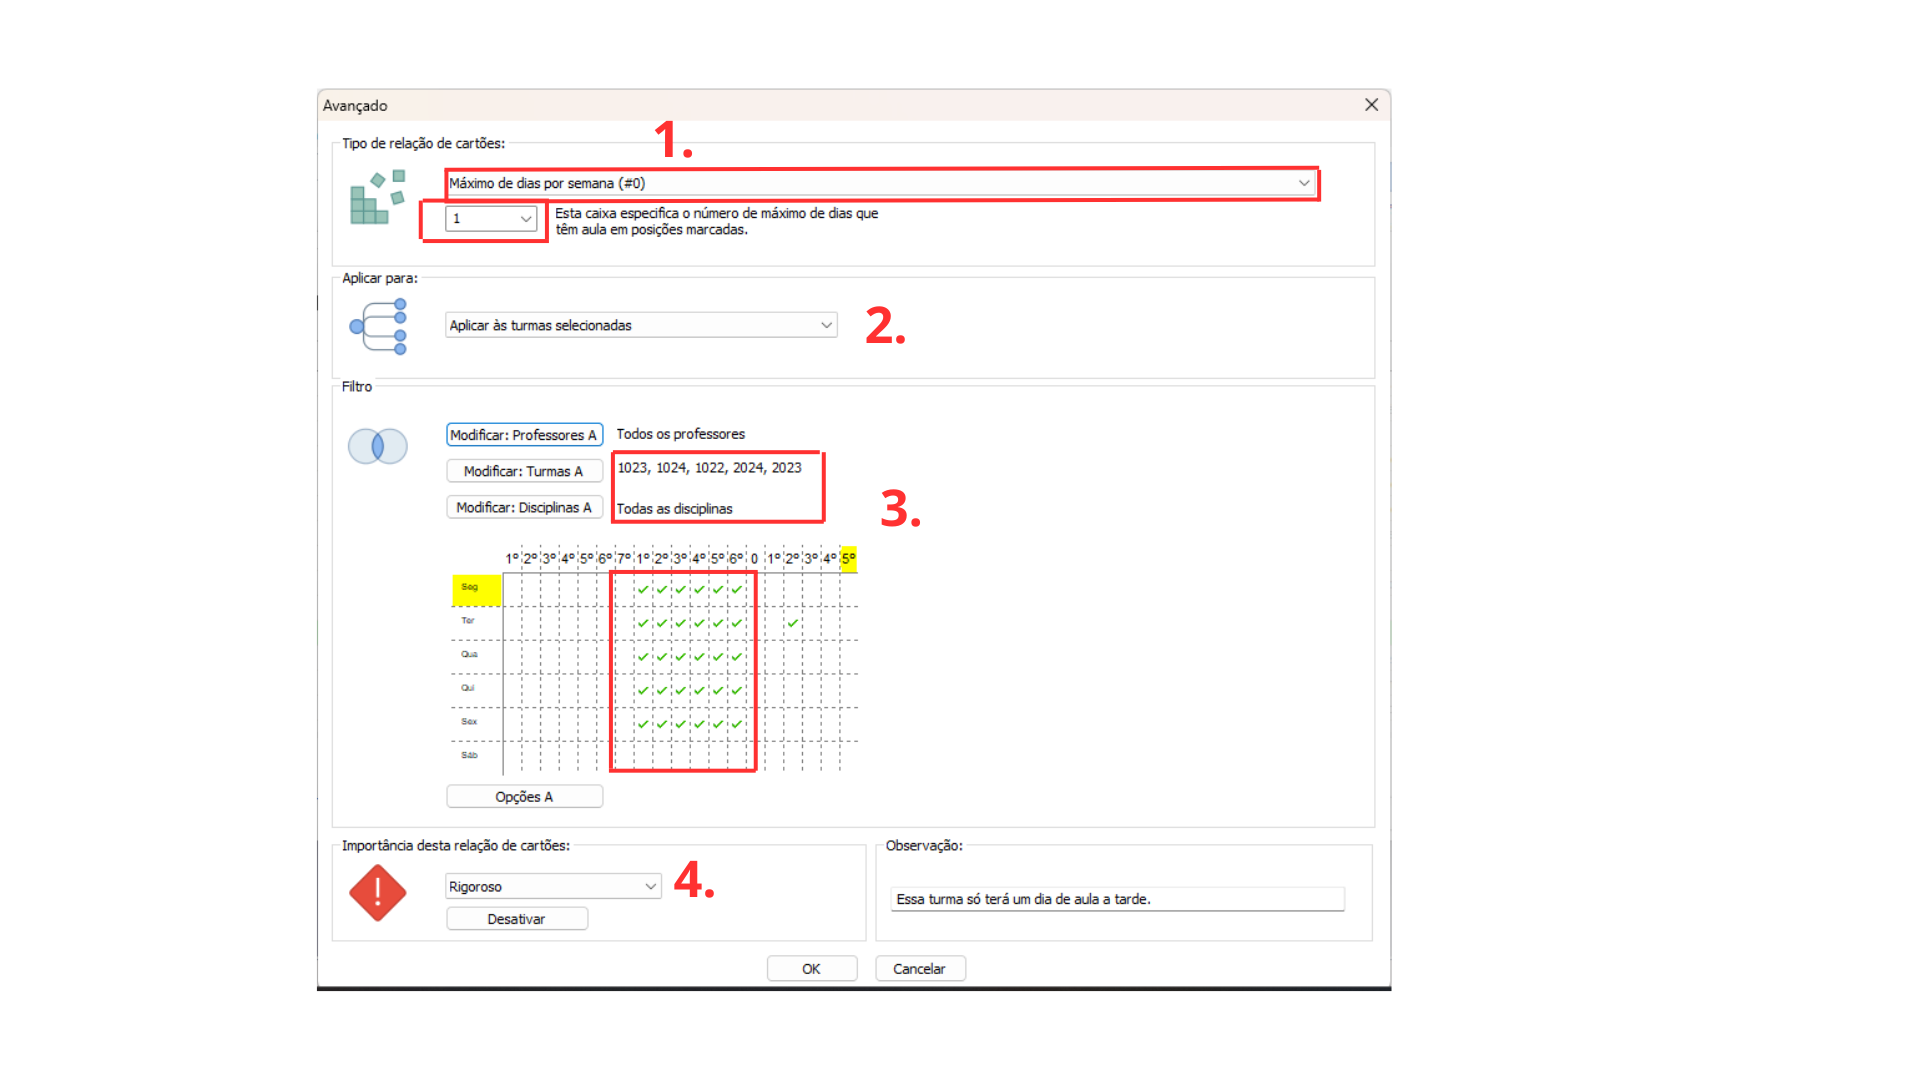 Avançado
Tipo de relação de cartões:
1.
Máximo de dias por semana (#0)
1
Esta caixa especifica o número de máximo de dias que
têm aula em posições marcadas.
Aplicar para:
Aplicar às turmas selecionadas
2.
Filtro
Modificar: Professores A Todos os professores
Modificar: Turmas A 1023, 1024, 1022, 2024, 2023
Modificar: Disciplinas A Todas as disciplinas
3.
1º 2º 3º 4º 5º 6º 7º 1º 2º 3º 4º 5º 6º 0 1º 2º 3º 4º 5º
Seg
Ter
Qua
Qui
Sex
Sáb
Opções A
Importância desta relação de cartões:
Rigoroso
4.
Desativar
Observação:
Essa turma só terá um dia de aula a tarde.
OK
Cancelar